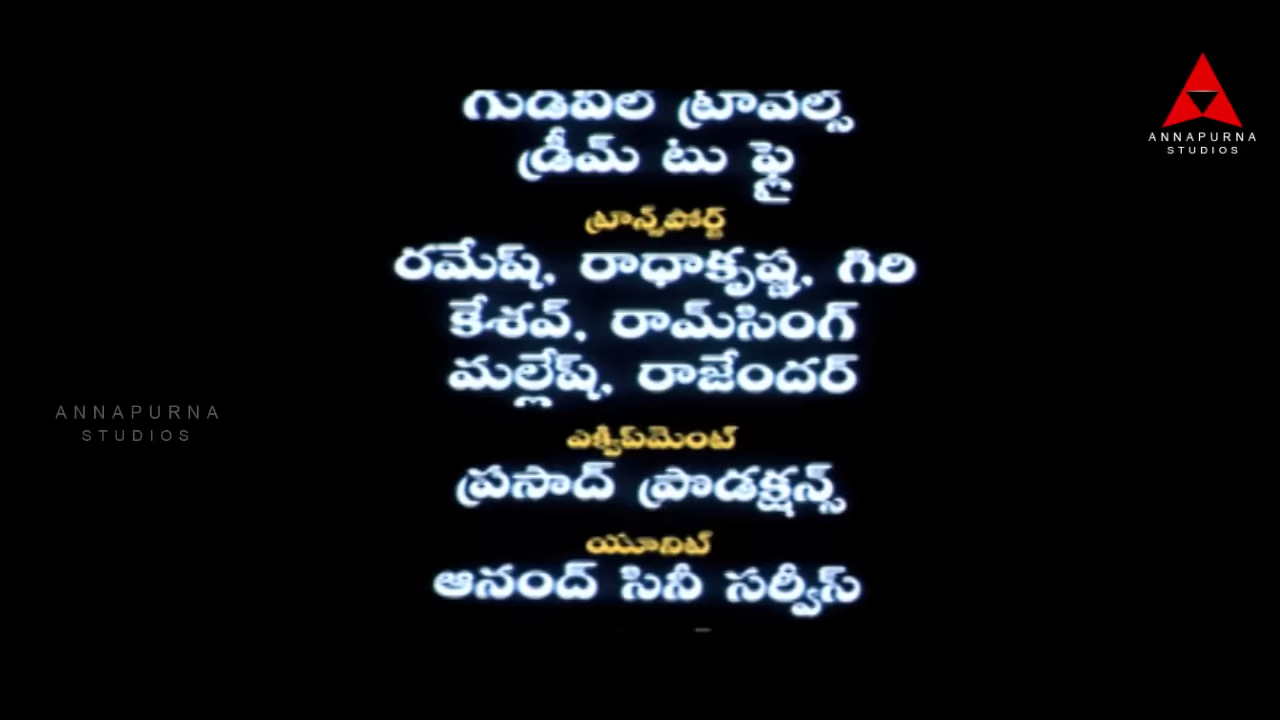 గుడ్‌విల్ ట్రావెల్స్
డ్రీమ్ టు ఫ్లై
ట్రాన్స్‌పోర్ట్
రమేష్, రాధాకృష్ణ, గిరి
కేశవ్, రామ్‌సింగ్
మల్లేష్, రాజేందర్
ఎక్విప్‌మెంట్
ప్రసాద్ ప్రొడక్షన్స్
యూనిట్
ఆనంద్ సినీ సర్వీస్
ANNAPURNA
STUDIOS
ANNAPURNA
STUDIOS